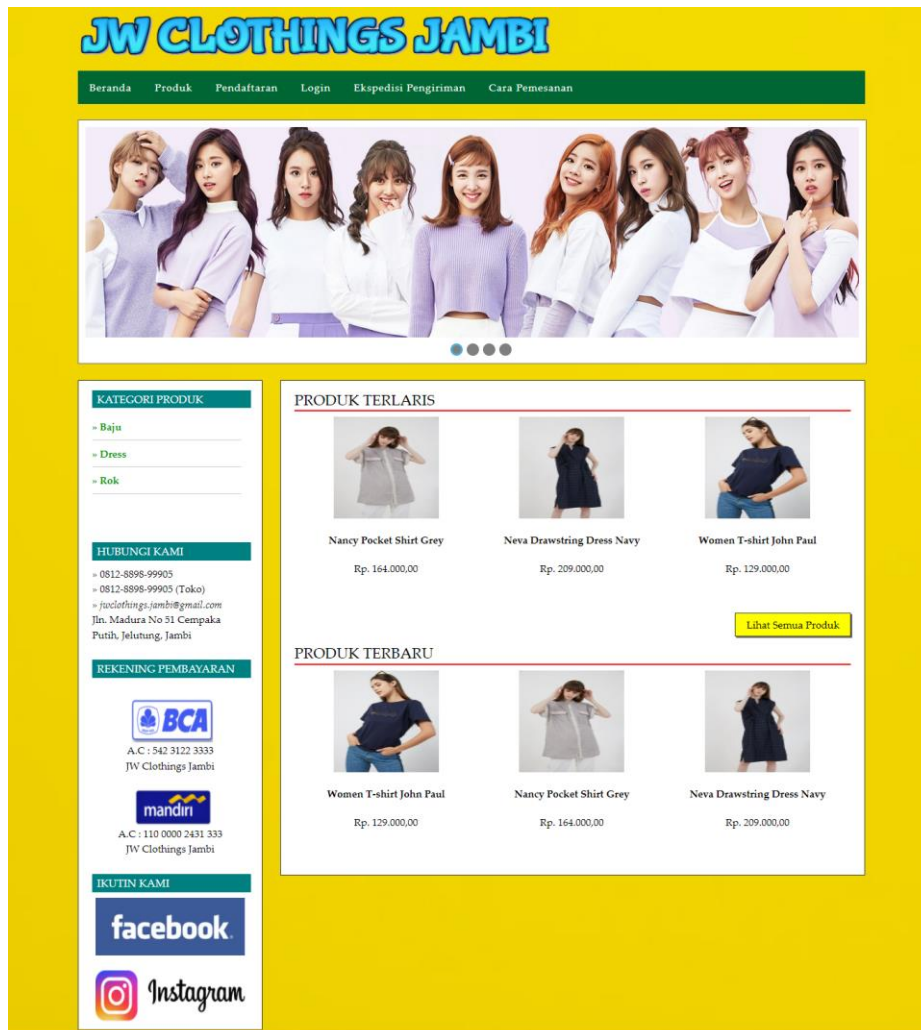 JW CLOTHINGS JAMBI
Beranda Produk Pendaftaran Login Ekspedisi Pengiriman Cara Pemesanan
KATEGORI PRODUK
» Baju
» Dress
» Rok
HUBUNGI KAMI
» 0812-8898-99905
» 0812-8898-99905 (Toko)
» jwclothings.jambi@gmail.com
Jln. Madura No 51 Cempaka
Putih, Jelutung, Jambi
REKENING PEMBAYARAN
BCA
A.C : 542 3122 3333
JW Clothings Jambi
mandiri
A.C : 110 0000 2431 333
JW Clothings Jambi
IKUTIN KAMI
facebook.
Instagram
PRODUK TERLARIS
Nancy Pocket Shirt Grey Neva Drawstring Dress Navy Women T-shirt John Paul
Rp. 164.000,00 Rp. 209.000,00 Rp. 129.000,00
Lihat Semua Produk
PRODUK TERBARU
Women T-shirt John Paul Nancy Pocket Shirt Grey Neva Drawstring Dress Navy
Rp. 129.000,00 Rp. 164.000,00 Rp. 209.000,00